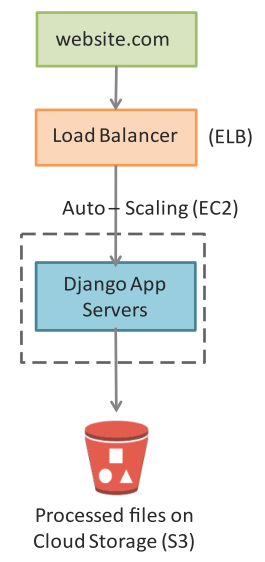 website.com
Load Balancer
(ELB)
Auto – Scaling (EC2)
Django App
Servers
Processed files on
Cloud Storage (S3)